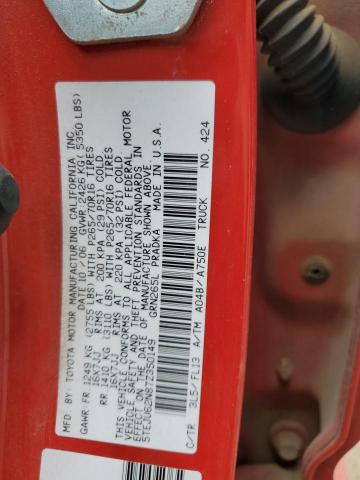 MFD. BY: TOYOTA MOTOR MANUFACTURING CALIFORNIA INC.
DATE: 10/06 GVWR 2426 KG (5350 LBS)
GAWR-FR 1249 KG (2755 LBS) WITH P265/70R16 TIRES
16X7JJ RIMS AT 200 KPA (29 PSI) COLD
RR 1410 KG (3110 LBS) WITH P265/70R16 TIRES
16X7JJ RIMS AT 220 KPA (32 PSI) COLD
THIS VEHICLE CONFORMS TO ALL APPLICABLE FEDERAL MOTOR
VEHICLE SAFETY AND THEFT PREVENTION STANDARDS IN
EFFECT ON THE DATE OF MANUFACTURE SHOWN ABOVE.
5TEJU62N87Z350149 GRN265L-PRADKA MADE IN U.S.A.
C/TR: 3L5/FL13 A/TM A04B/A750E TRUCK NO. 424